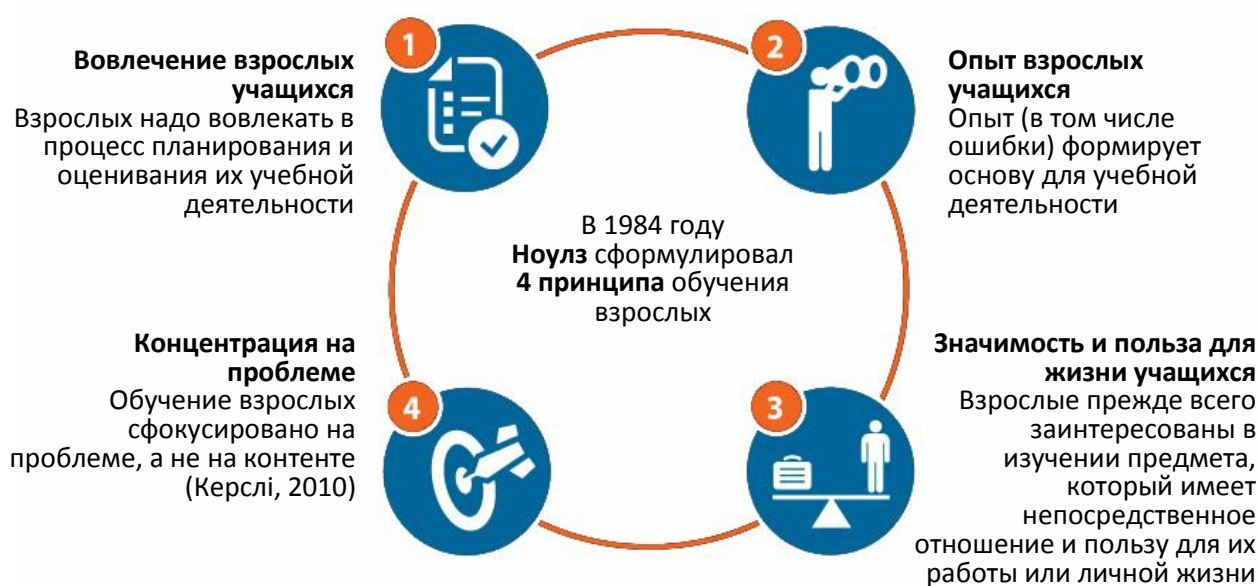 1
Вовлечение взрослых
учащихся
Взрослых надо вовлекать в
процесс планирования и
оценивания их учебной
деятельности
2
Опыт взрослых
учащихся
Опыт (в том числе
ошибки) формирует
основу для учебной
деятельности
В 1984 году
Ноулз сформулировал
4 принципа обучения
взрослых
3
Значимость и польза для
жизни учащихся
Взрослые прежде всего
заинтересованы в
изучении предмета,
который имеет
непосредственное
отношение и пользу для их
работы или личной жизни
4
Концентрация на
проблеме
Обучение взрослых
сфокусировано на
проблеме, а не на контенте
(Керслі, 2010)